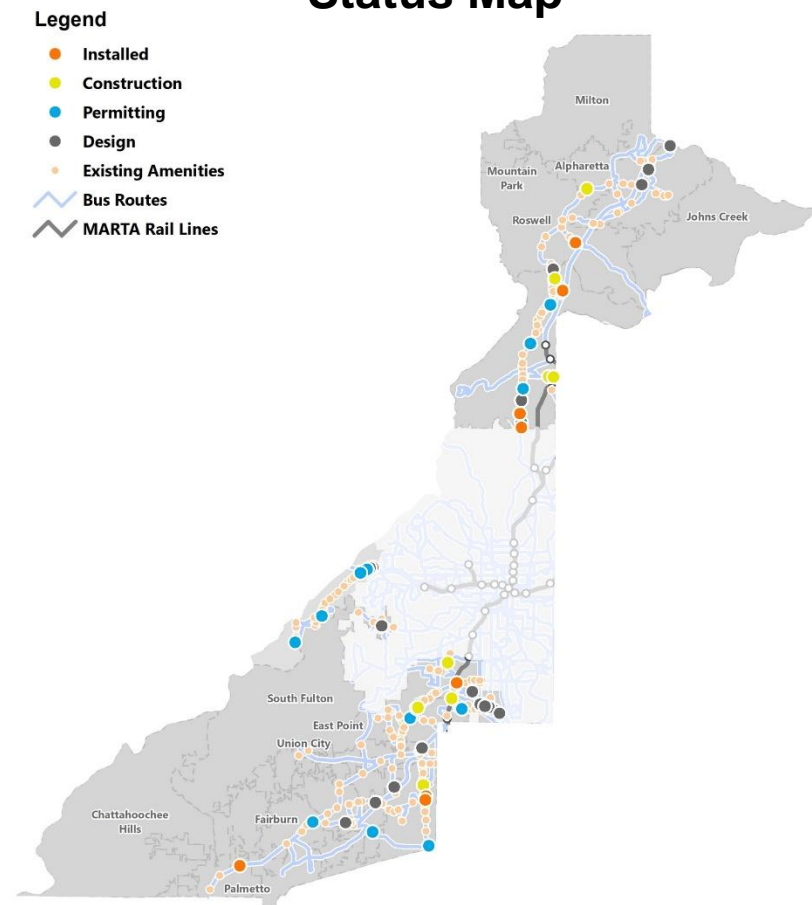 Status Map
Legend
Installed
Construction
Permitting
Design
Existing Amenities
Bus Routes
MARTA Rail Lines
Milton
Mountain
Park
Alpharetta
Roswell
Johns Creek
South Fulton
East Point
Union City
Chattahoochee
Hills
Fairburn
Palmetto